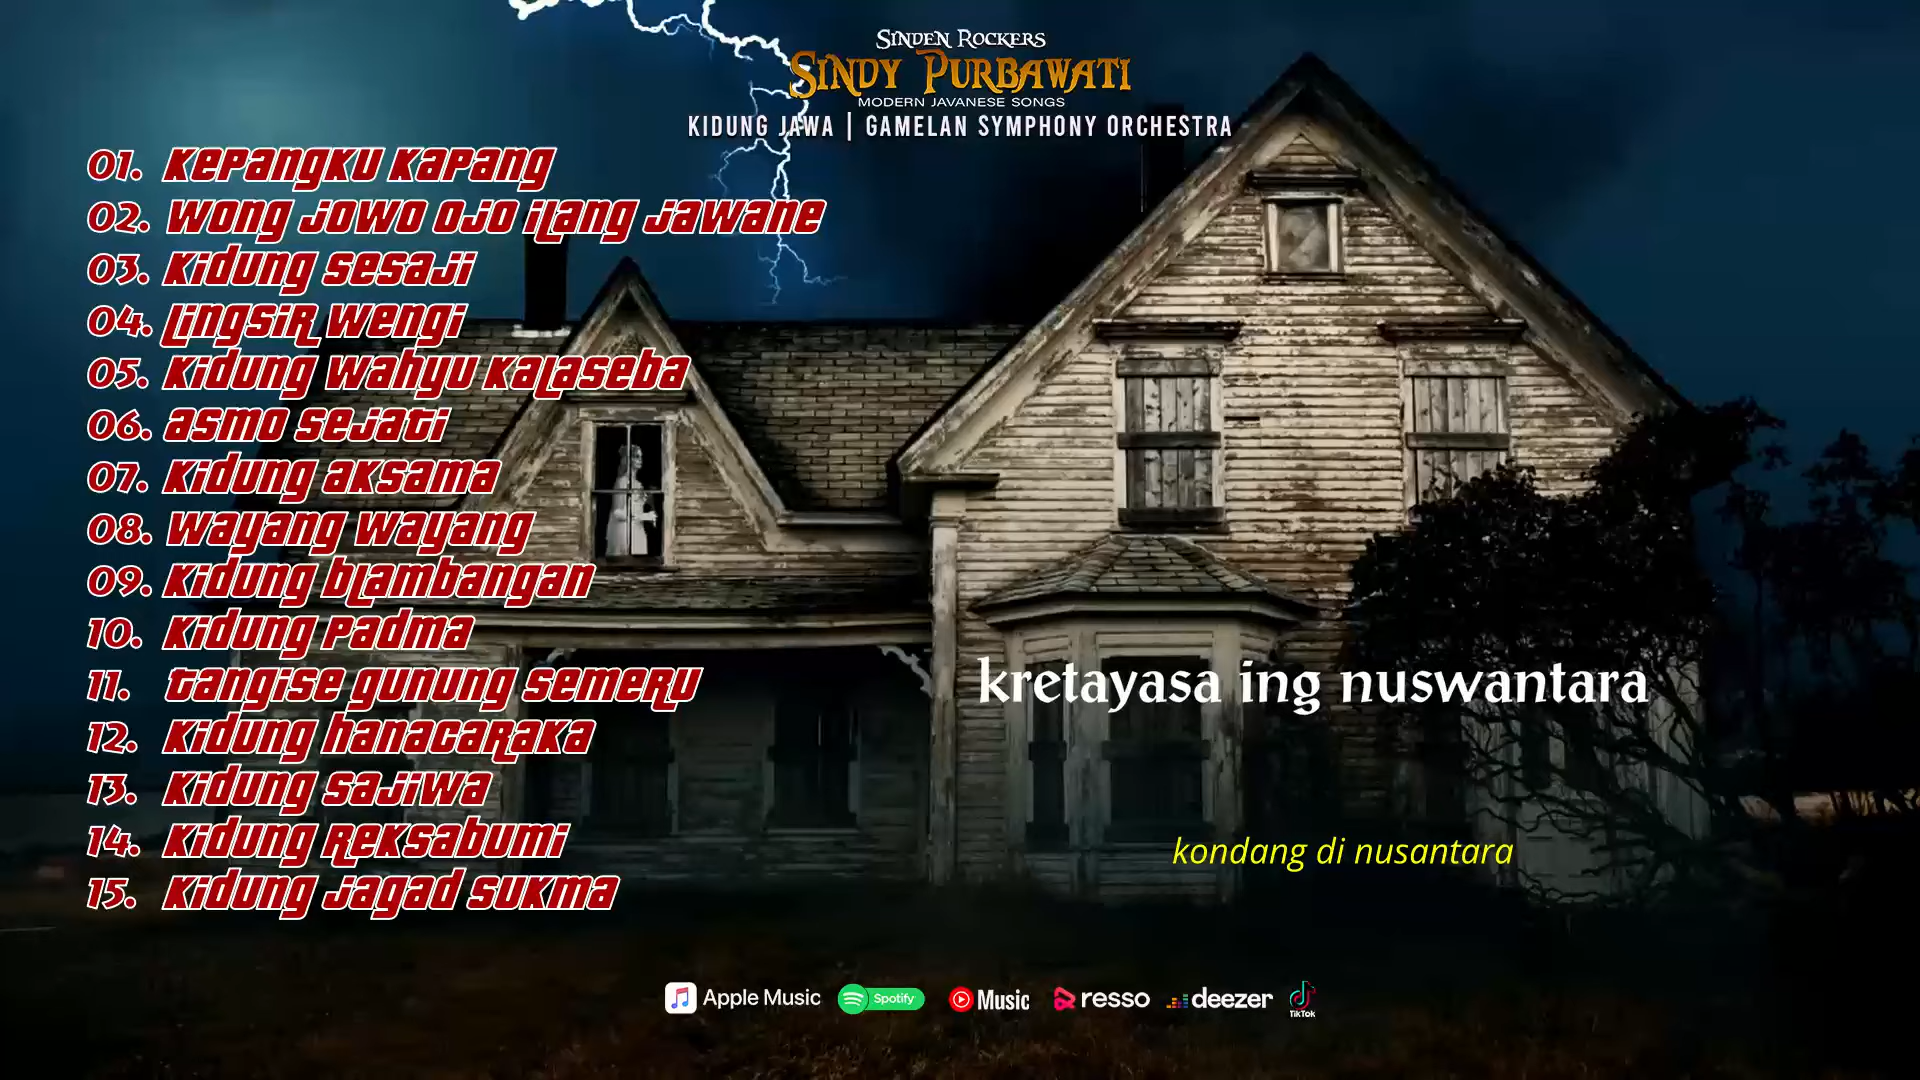 SINDEN ROCKERS
SINDY PURBAWATI
MODERN JAVANESE SONGS
KIDUNG JAWA | GAMELAN SYMPHONY ORCHESTRA
01. Kepangku Kapang
02. Wong Jowo Ojo Ilang Jawane
03. Kidung Sesaji
04. Lingsir Wengi
05. Kidung Wahyu Kalaseba
06. Asmo Sejati
07. Kidung Aksama
08. Wayang Wayang
09. Kidung Blambangan
10. Kidung Padma
11. Tangise Gunung Semeru
12. Kidung Hanacaraka
13. Kidung Sajiwa
14. Kidung Reksabumi
15. Kidung Jagad Sukma
kretayasa ing nuswantara
kondang di nusantara
Apple Music Spotify Music resso deezer TikTok